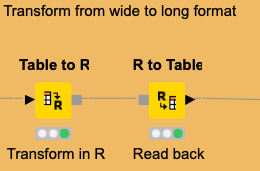 Transform from wide to long format
Table to R
R to Table
R
R
Transform in R
Read back